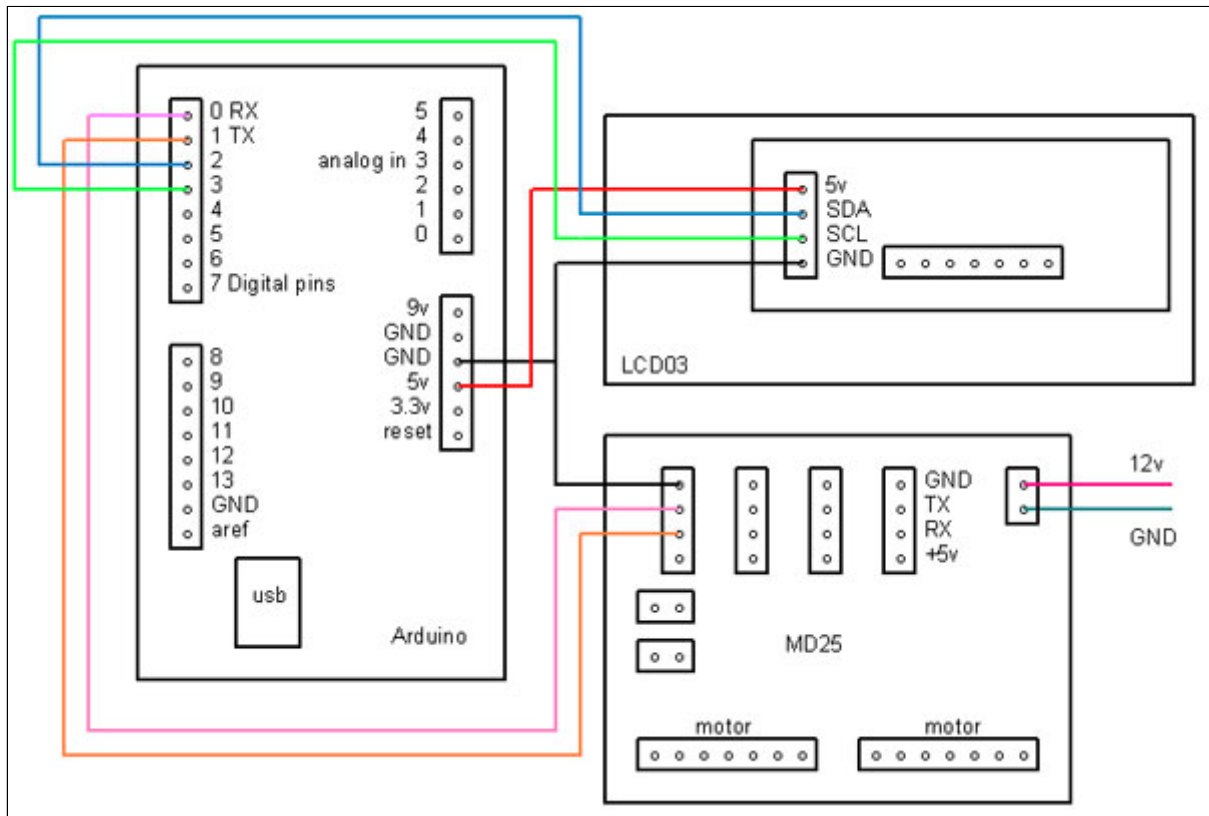 0 RX
1 TX
2
3
4
5
6
7 Digital pins
8
9
10
11
12
13
GND
aref
usb
Arduino
5
4
analog in 3
2
1
0
9v
GND
GND
5v
3.3v
reset
5v
SDA
SCL
GND
LCD03
GND
TX
RX
+5v
12v
GND
MD25
motor
motor